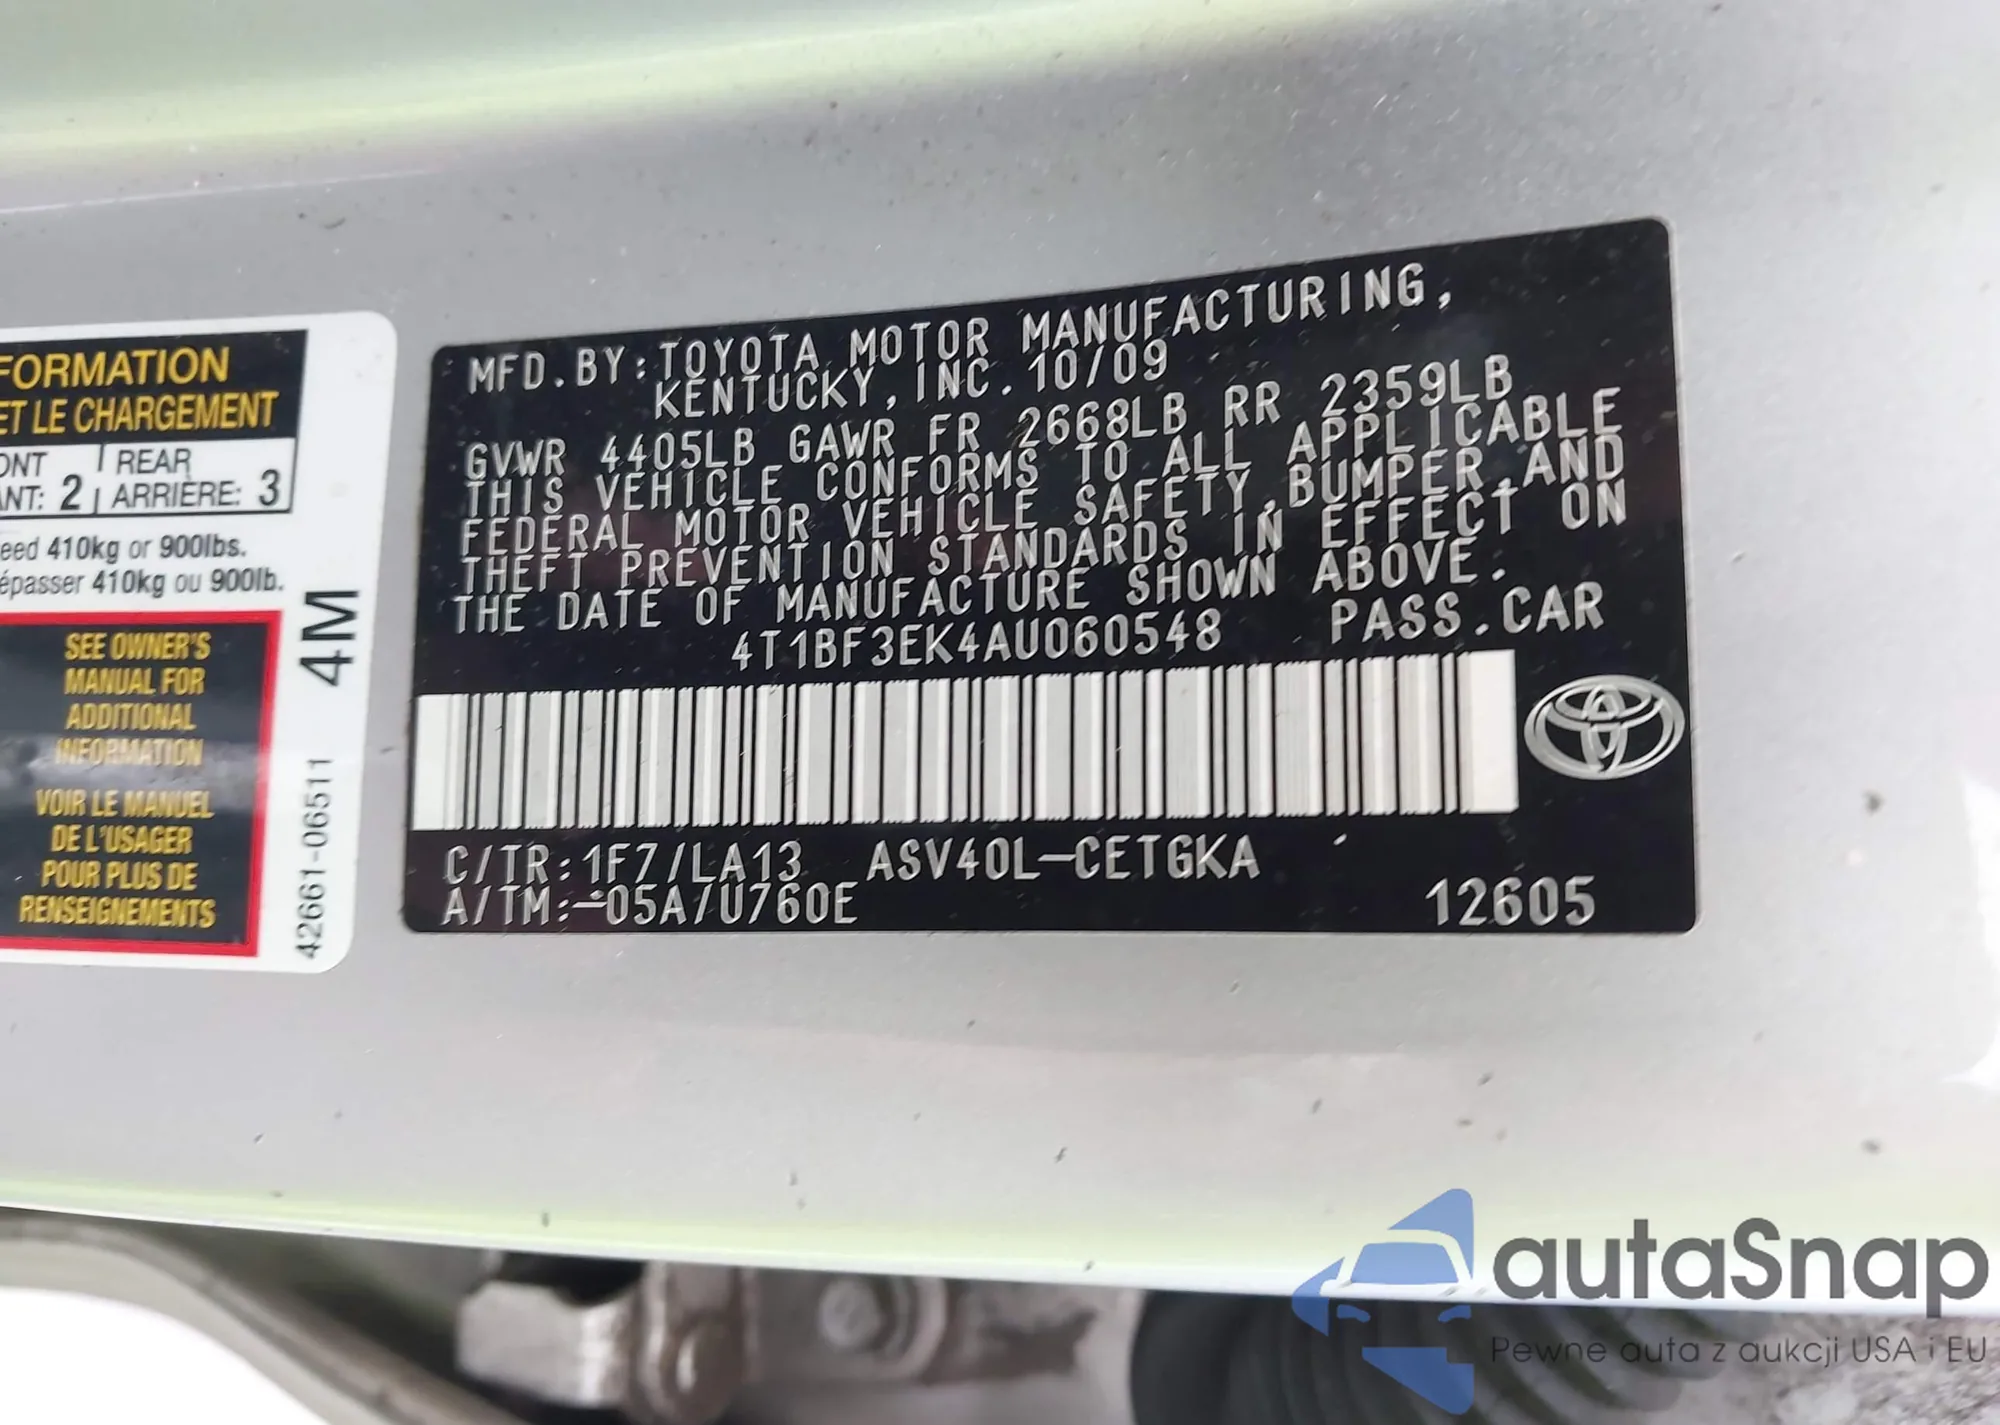 FORMATION
ET LE CHARGEMENT
REAR
ANT: 2 ARRIÈRE: 3
eed 410kg or 900lbs.
épasser 410kg ou 900lb.
SEE OWNER'S
MANUAL FOR
ADDITIONAL
INFORMATION
VOIR LE MANUEL
DE L'USAGER
POUR PLUS DE
RENSEIGNEMENTS
42661-06511 4M
MFD.BY:TOYOTA MOTOR MANUFACTURING,
KENTUCKY,INC.10/09
GVWR 4405LB GAWR FR 2668LB RR 2359LB
THIS VEHICLE CONFORMS TO ALL APPLICABLE
FEDERAL MOTOR VEHICLE SAFETY,BUMPER,AND
THEFT PREVENTION STANDARDS IN EFFECT ON
THE DATE OF MANUFACTURE SHOWN ABOVE.
4T1BF3EK4AU060548 PASS.CAR
C/TR:1F7/LA13 ASV40L-CETGKA
A/TM:-05A/U760E 12605
autaSnap
Pewne auta z aukcji USA i EU